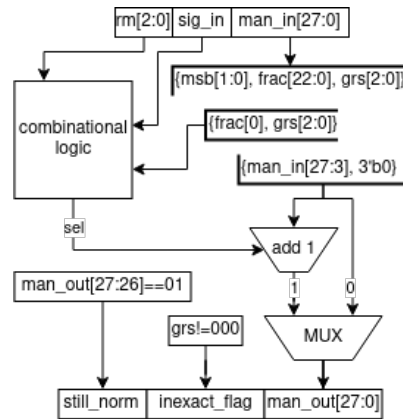 rm[2:0] sig_in man_in[27:0]
{msb[1:0], frac[22:0], grs[2:0]}
combinational
logic
{frac[0], grs[2:0]}
{man_in[27:3], 3'b0}
sel
add 1
man_out[27:26]==01
1 0
grs!=000
MUX
still_norm inexact_flag man_out[27:0]